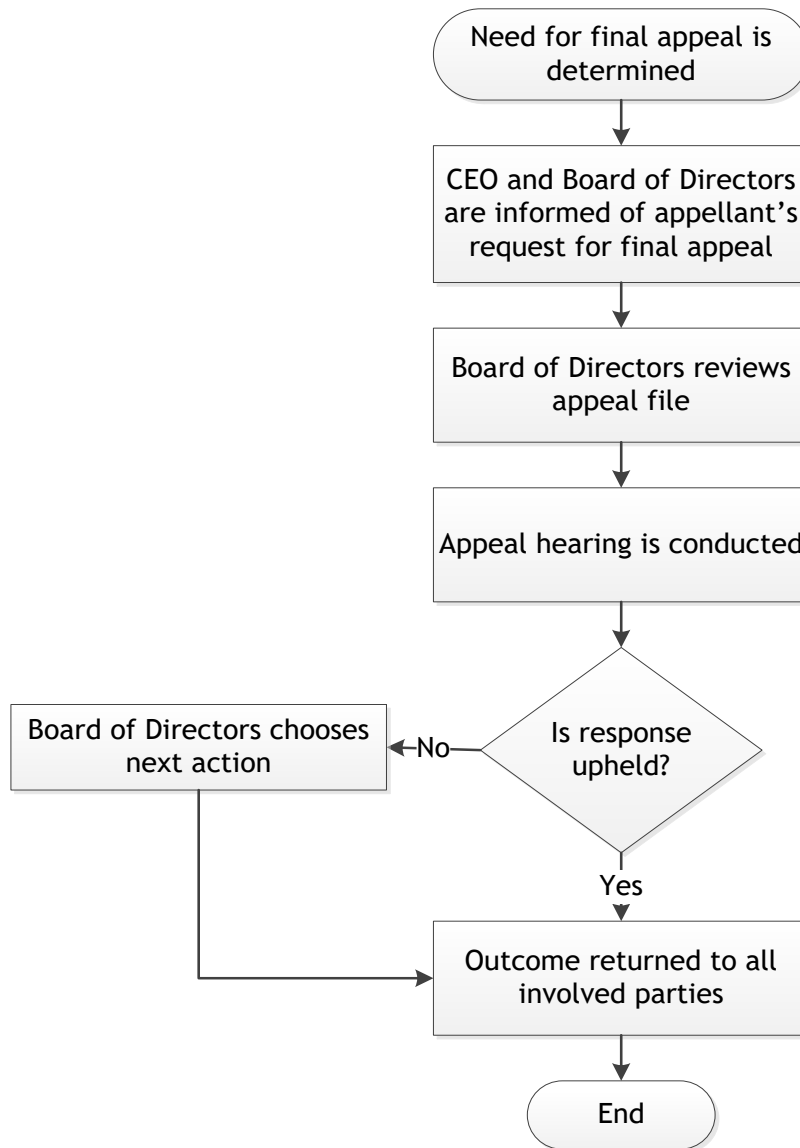 Need for final appeal is
determined
CEO and Board of Directors
are informed of appellant’s
request for final appeal
Board of Directors reviews
appeal file
Appeal hearing is conducted
Is response
upheld?
No
Board of Directors chooses
next action
Yes
Outcome returned to all
involved parties
End